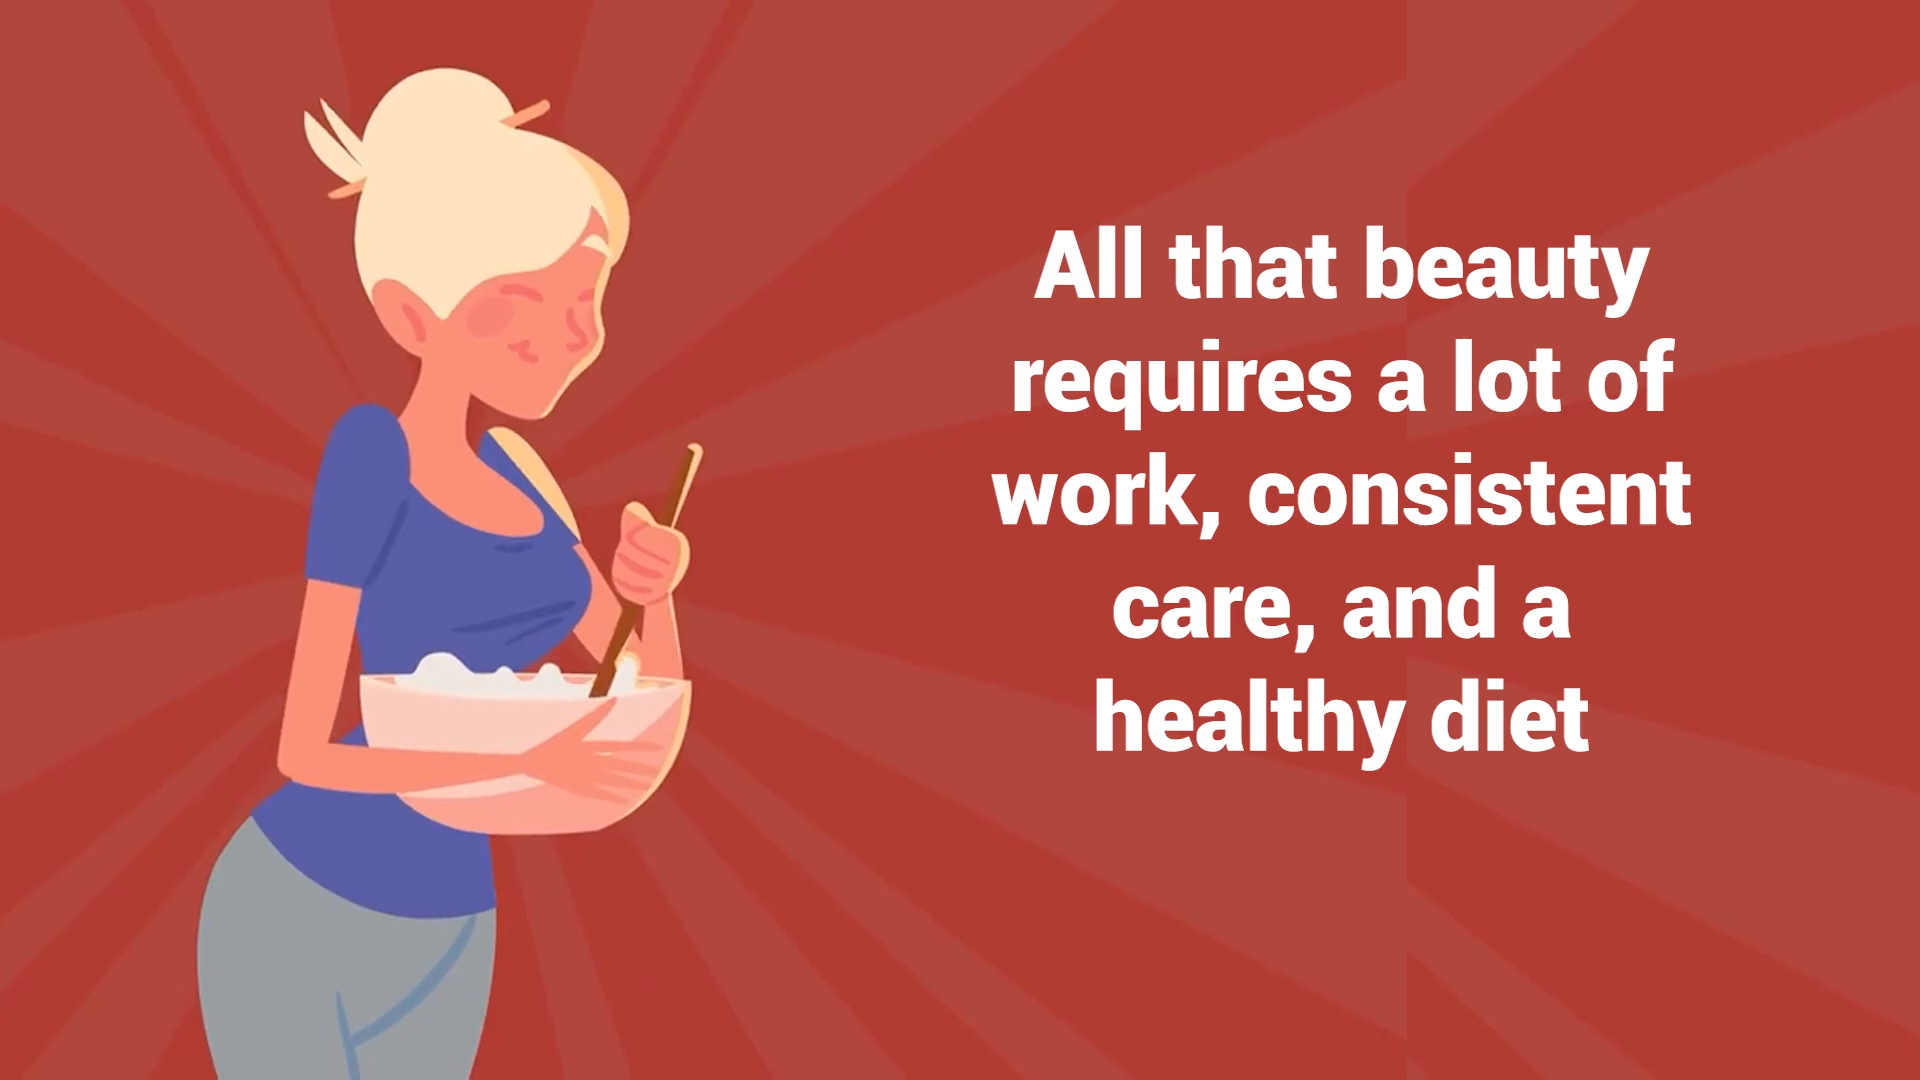 All that beauty
requires a lot of
work, consistent
care, and a
healthy diet